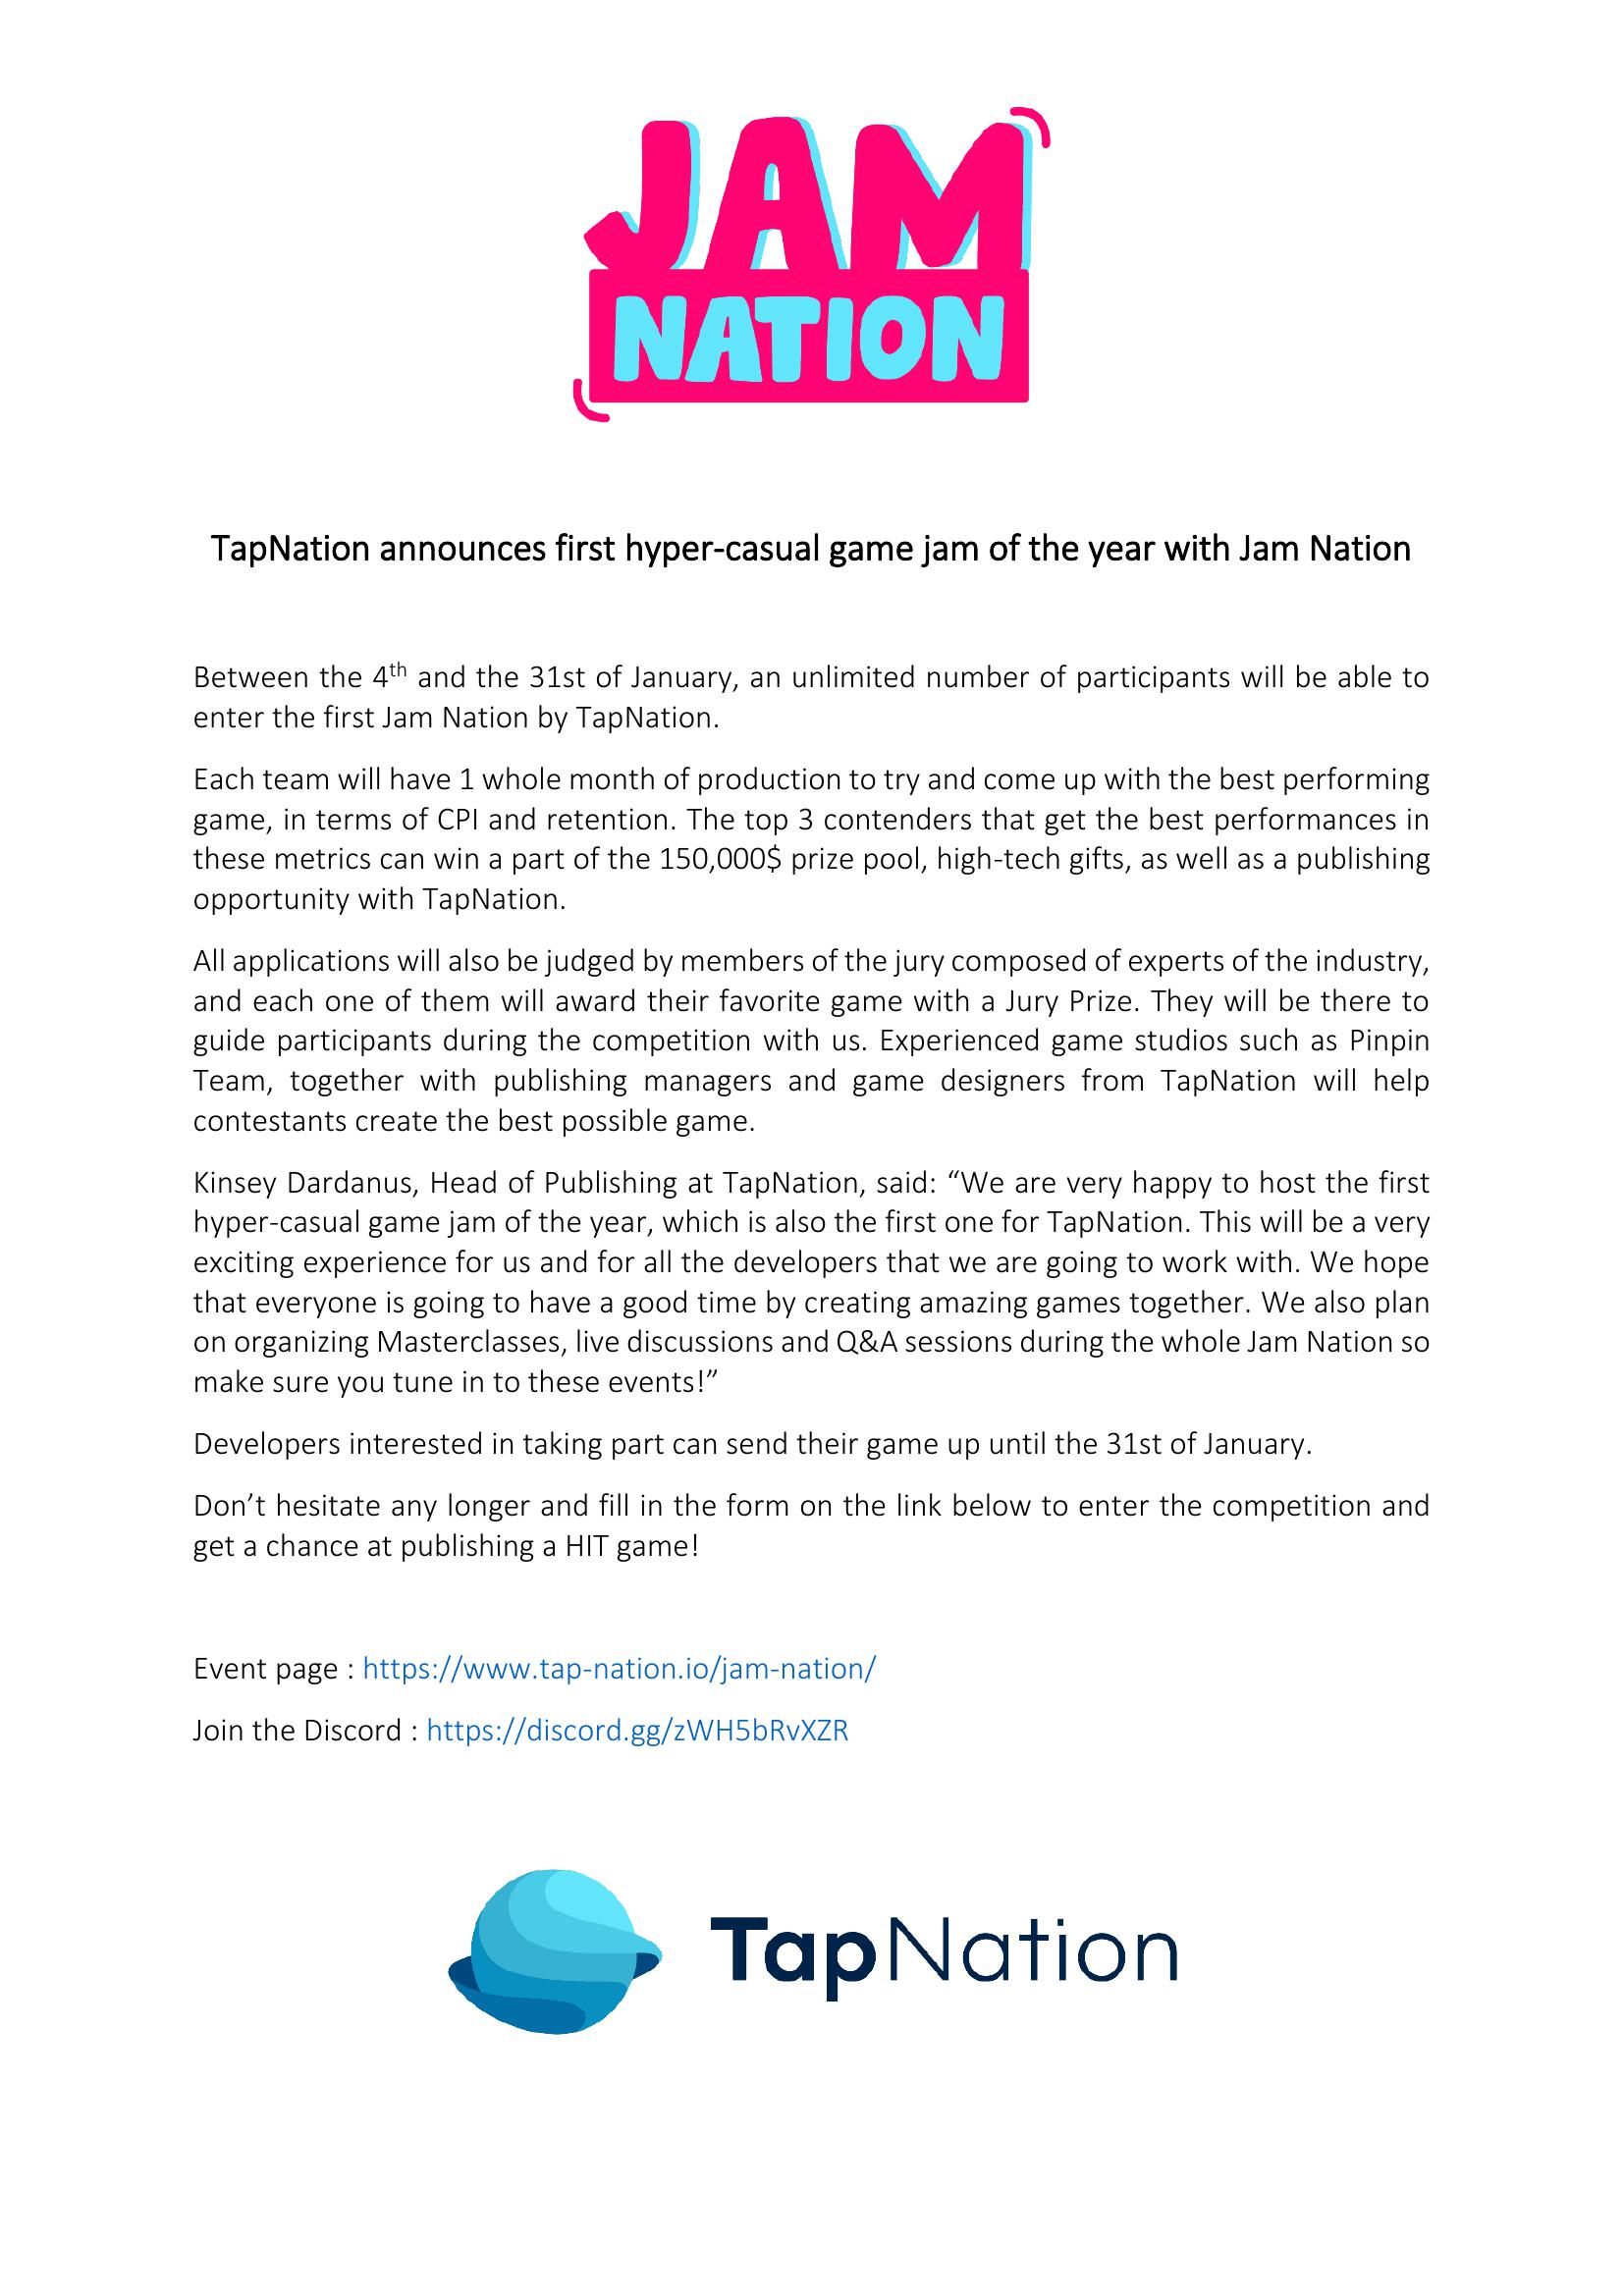 JAM
NATION
TapNation announces first hyper-casual game jam of the year with Jam Nation
Between the 4th and the 31st of January, an unlimited number of participants will be able to
enter the first Jam Nation by TapNation.
Each team will have 1 whole month of production to try and come up with the best performing
game, in terms of CPI and retention. The top 3 contenders that get the best performances in
these metrics can win a part of the 150,000$ prize pool, high-tech gifts, as well as a publishing
opportunity with TapNation.
All applications will also be judged by members of the jury composed of experts of the industry,
and each one of them will award their favorite game with a Jury Prize. They will be there to
guide participants during the competition with us. Experienced game studios such as Pinpin
Team, together with publishing managers and game designers from TapNation will help
contestants create the best possible game.
Kinsey Dardanus, Head of Publishing at TapNation, said: “We are very happy to host the first
hyper-casual game jam of the year, which is also the first one for TapNation. This will be a very
exciting experience for us and for all the developers that we are going to work with. We hope
that everyone is going to have a good time by creating amazing games together. We also plan
on organizing Masterclasses, live discussions and Q&A sessions during the whole Jam Nation so
make sure you tune in to these events!”
Developers interested in taking part can send their game up until the 31st of January.
Don’t hesitate any longer and fill in the form on the link below to enter the competition and
get a chance at publishing a HIT game!
Event page : https://www.tap-nation.io/jam-nation/
Join the Discord : https://discord.gg/zWH5bRvXZR
TapNation